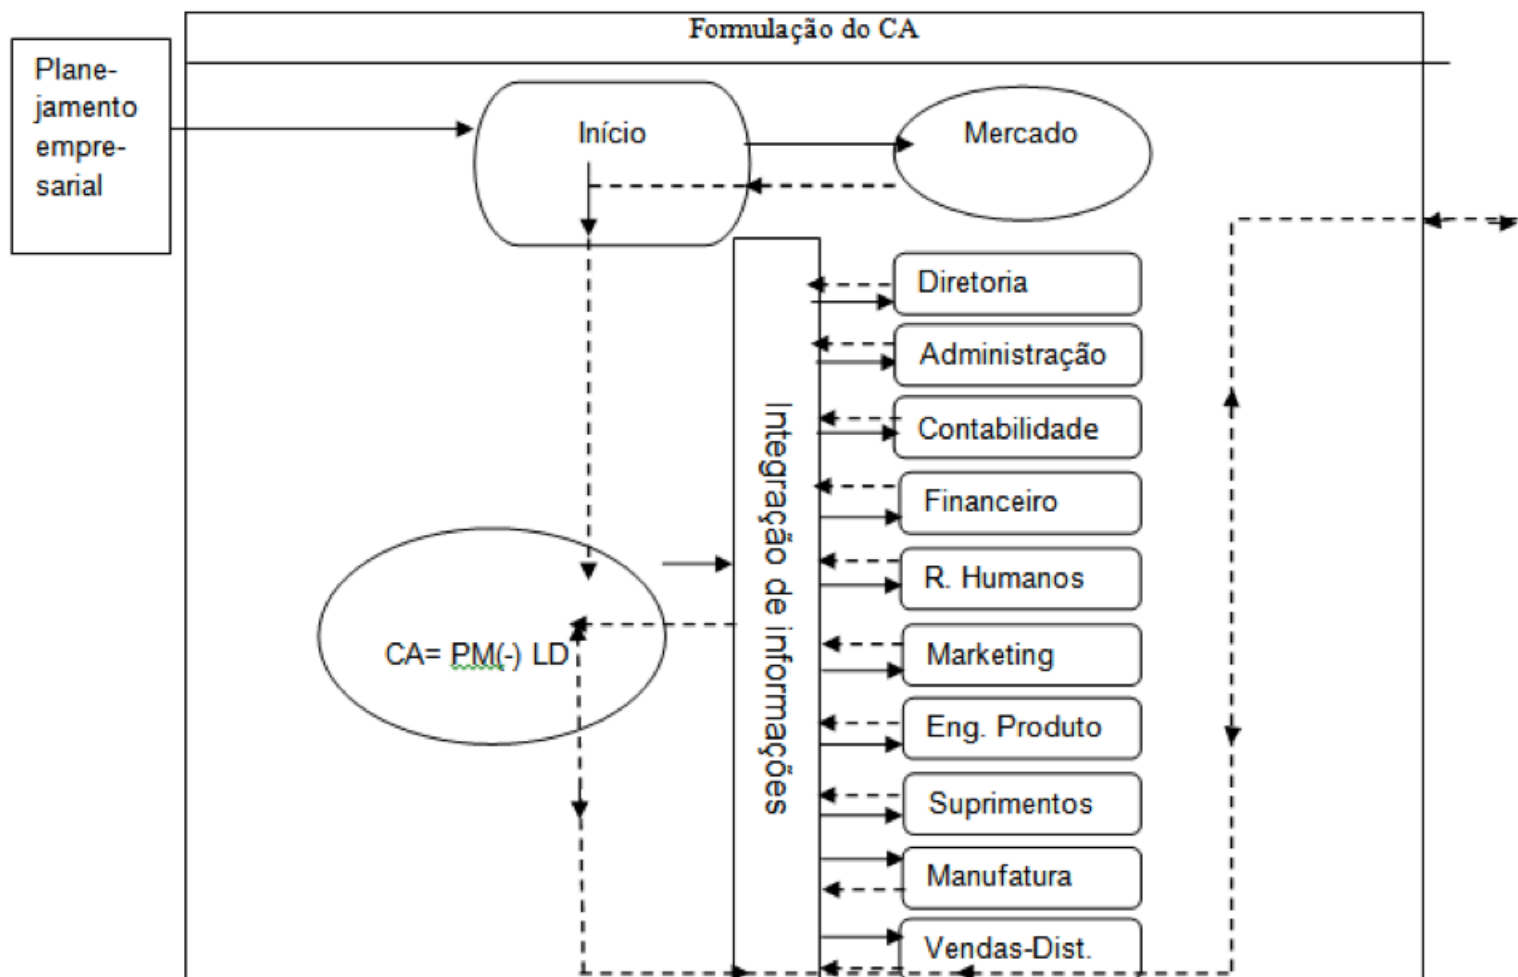 Formulação do CA
Plane-
jamento
empre-
sarial
Início
Mercado
Diretoria
Administração
Contabilidade
Financeiro
R. Humanos
Marketing
Eng. Produto
Suprimentos
Manufatura
Vendas-Dist.
Integração de informações
CA= PM(-) LD